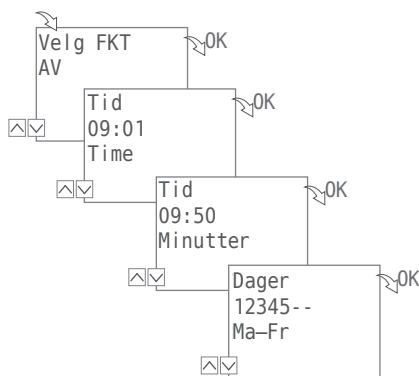 Velg FKT
OK
AV
Tid
OK
09:01
Time
Tid
OK
09:50
Minutter
Dager
OK
12345--
Ma–Fr